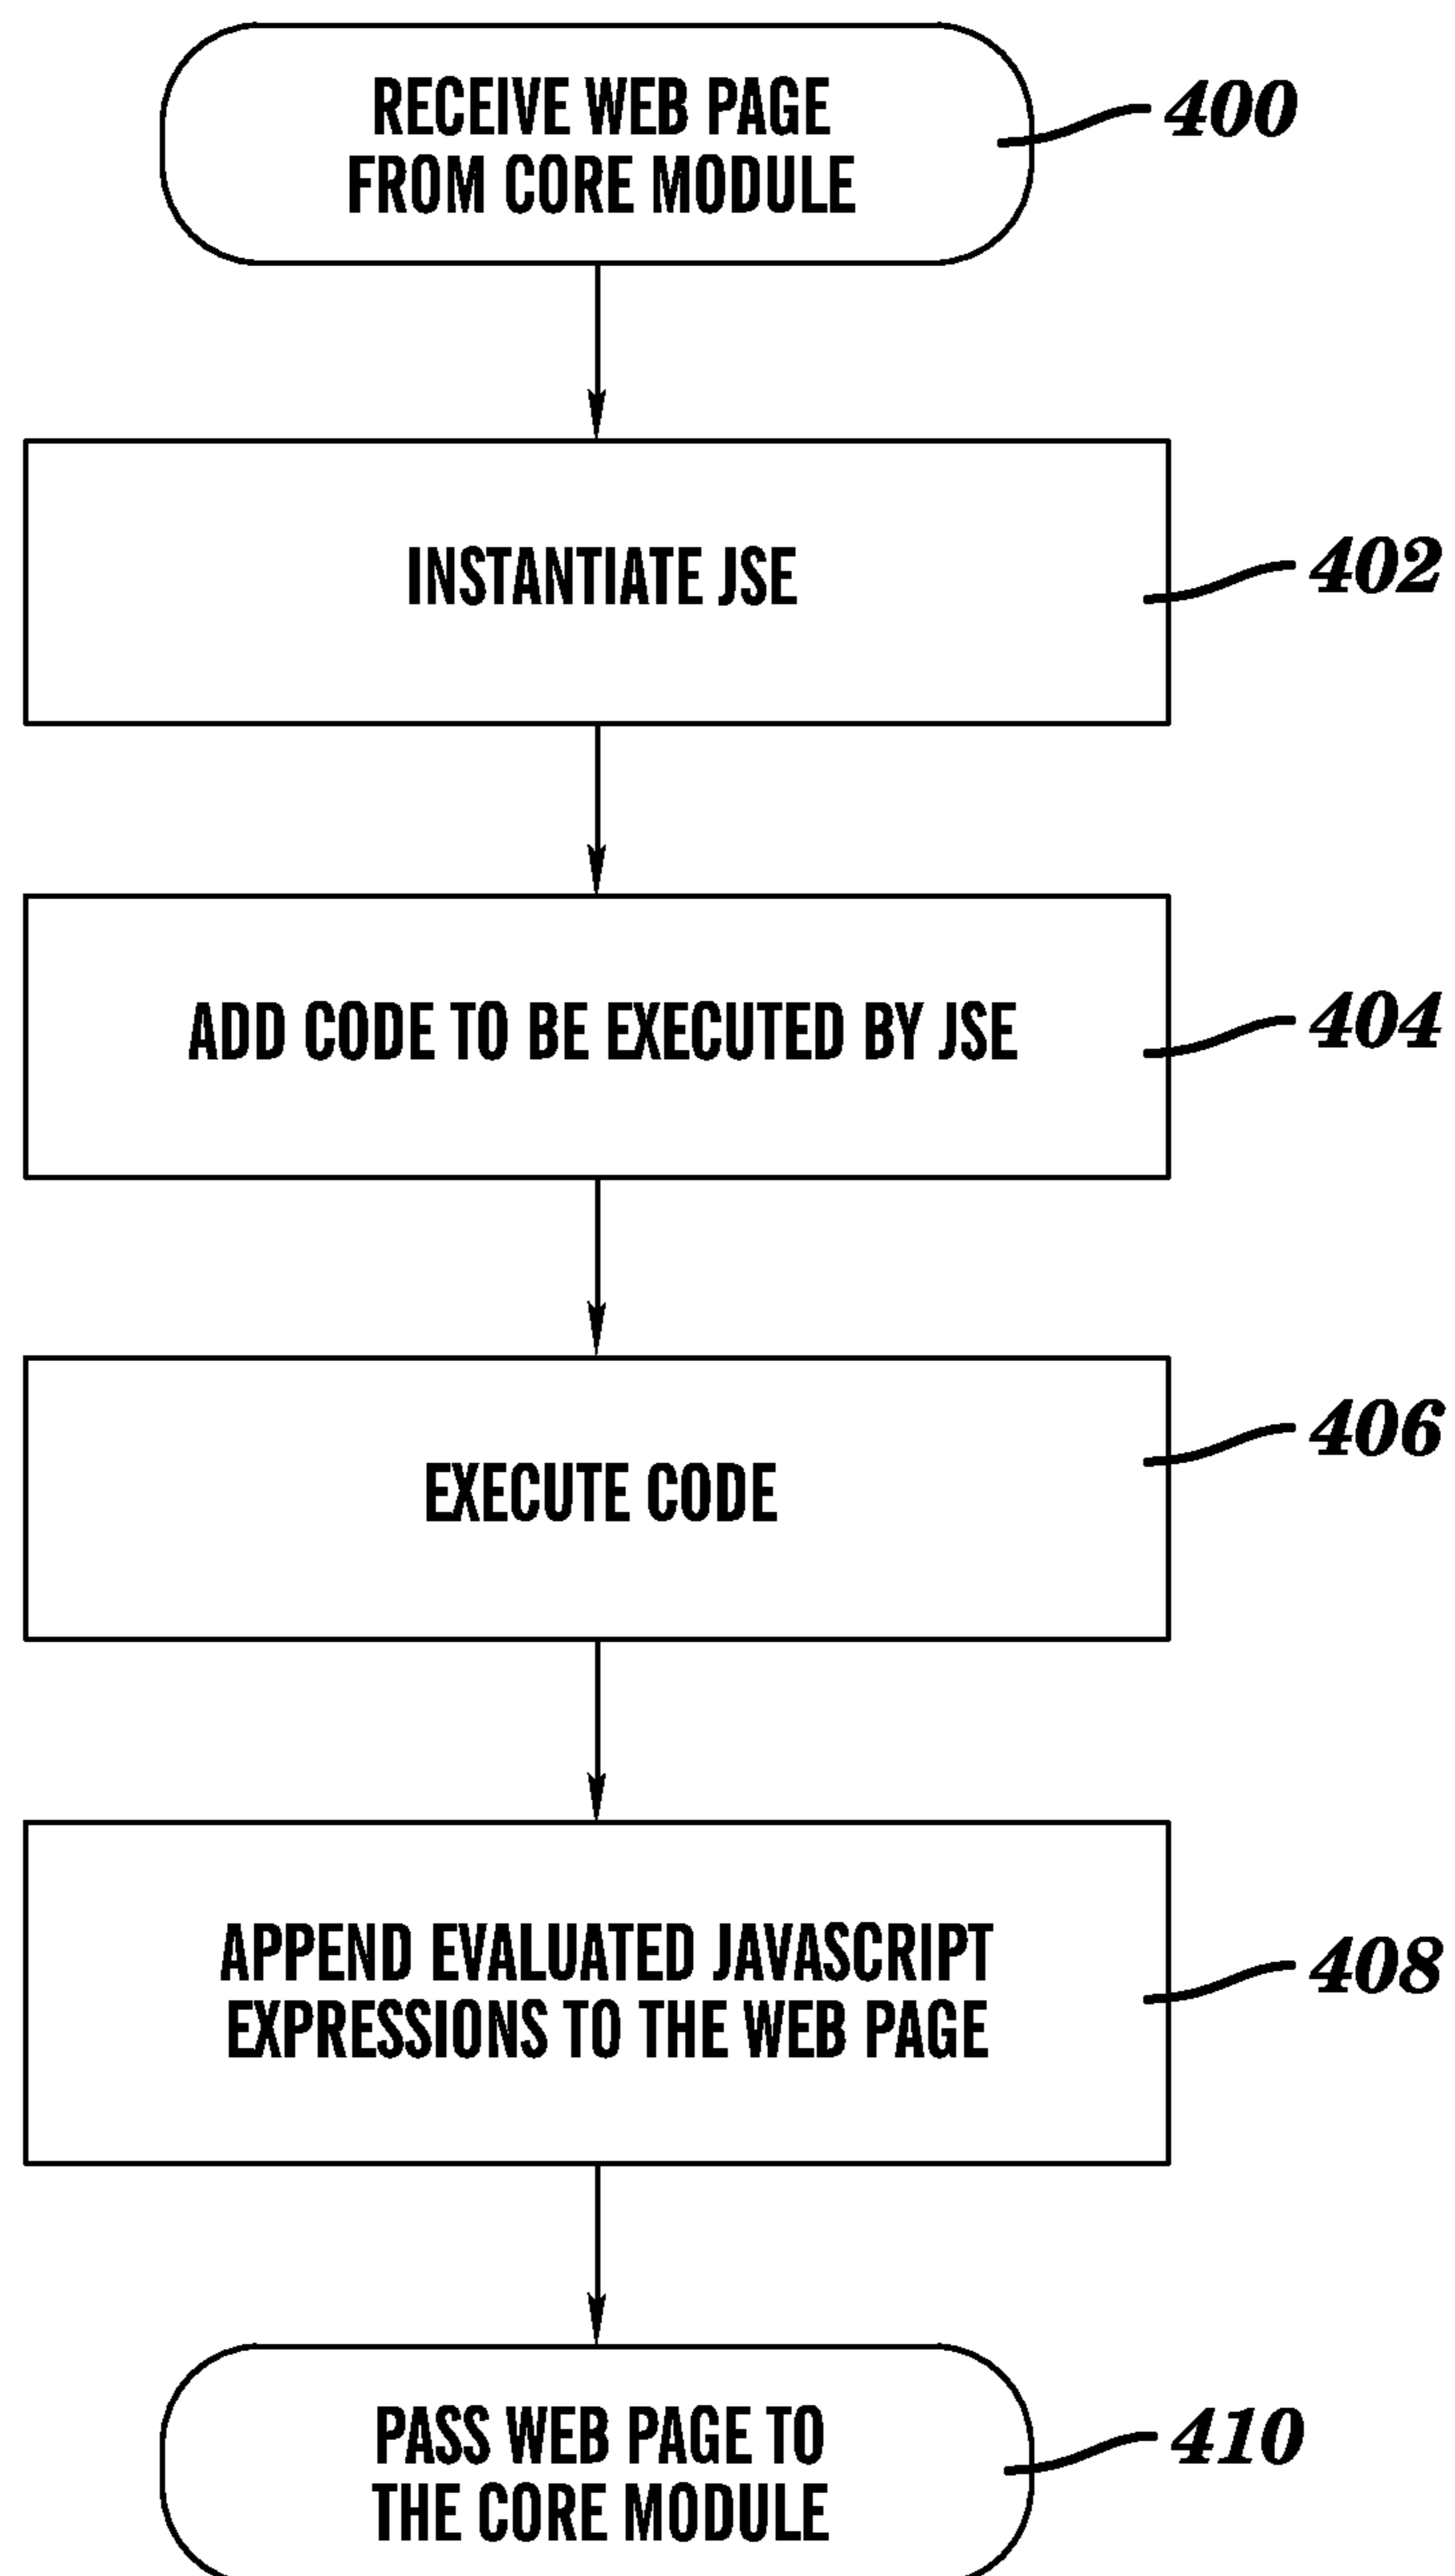 RECEIVE WEB PAGE
FROM CORE MODULE
400
INSTANTIATE JSE
402
ADD CODE TO BE EXECUTED BY JSE
404
EXECUTE CODE
406
APPEND EVALUATED JAVASCRIPT
EXPRESSIONS TO THE WEB PAGE
408
PASS WEB PAGE TO
THE CORE MODULE
410